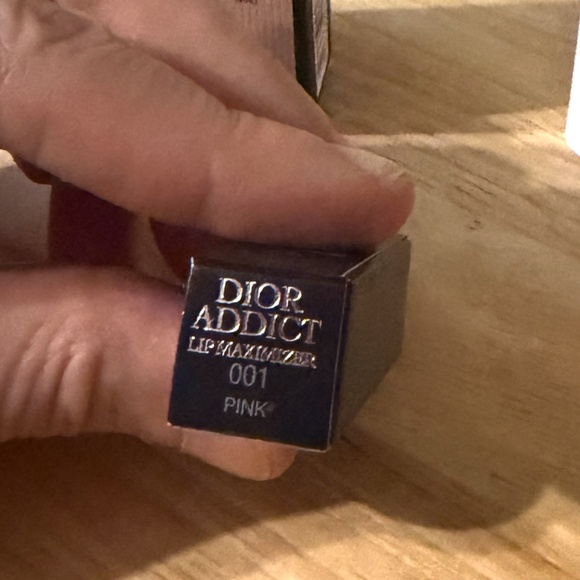 DIOR
ADDICT
LIP MAXIMIZER
001
PINK